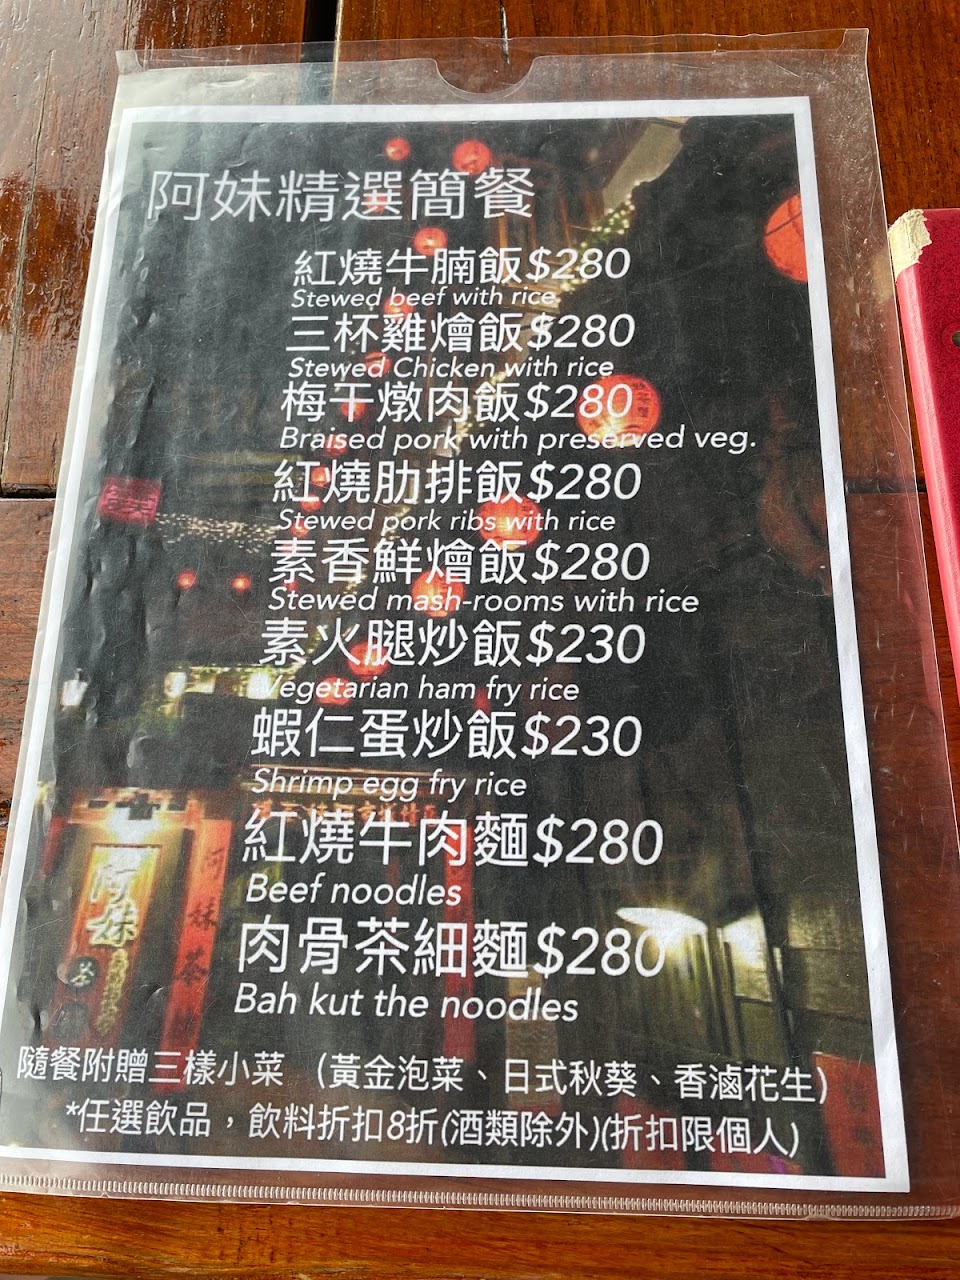 阿妹精選簡餐
紅燒牛腩飯$280
Stewed beef with rice
三杯雞燴飯$280
Stewed Chicken with rice
梅干燉肉飯$280
Braised pork with preserved veg.
紅燒肋排飯$280
Stewed pork ribs with rice
素香鮮燴飯$280
Stewed mash-rooms with rice
素火腿炒飯$230
Vegetarian ham fry rice
蝦仁蛋炒飯$230
Shrimp egg fry rice
紅燒牛肉麵$280
Beef noodles
肉骨茶細麵$280
Bah kut the noodles
阿妹
茶
阿妹茶
隨餐附贈三樣小菜 （黃金泡菜、日式秋葵、香滷花生）
*任選飲品，飲料折扣8折(酒類除外)(折扣限個人)